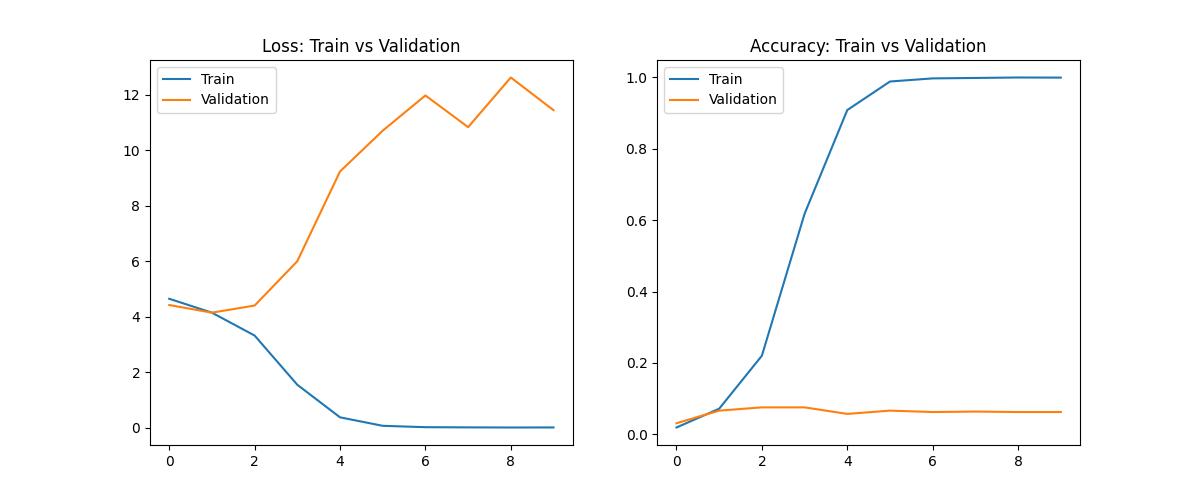 Loss: Train vs Validation
Train
Validation
12
10
8
6
4
2
0
0 2 4 6 8
Accuracy: Train vs Validation
Train
Validation
1.0
0.8
0.6
0.4
0.2
0.0
0 2 4 6 8